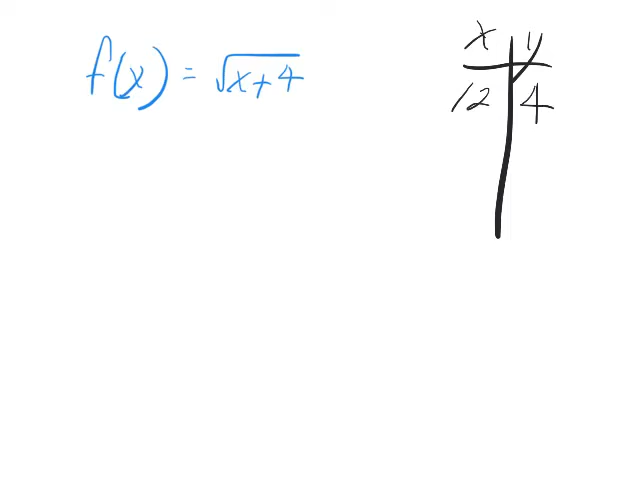 f(x) = √x+4
x y
12 4